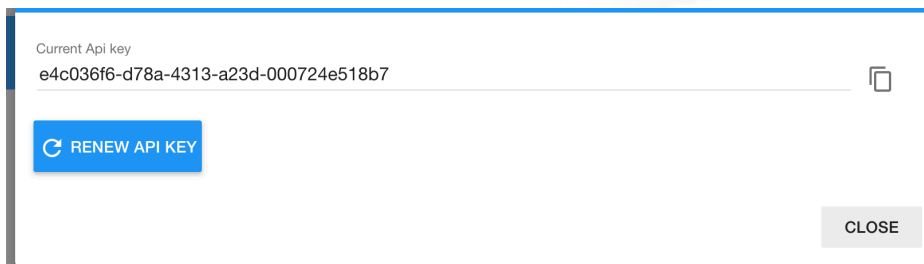 Current Api key
e4c036f6-d78a-4313-a23d-000724e518b7
RENEW API KEY
CLOSE